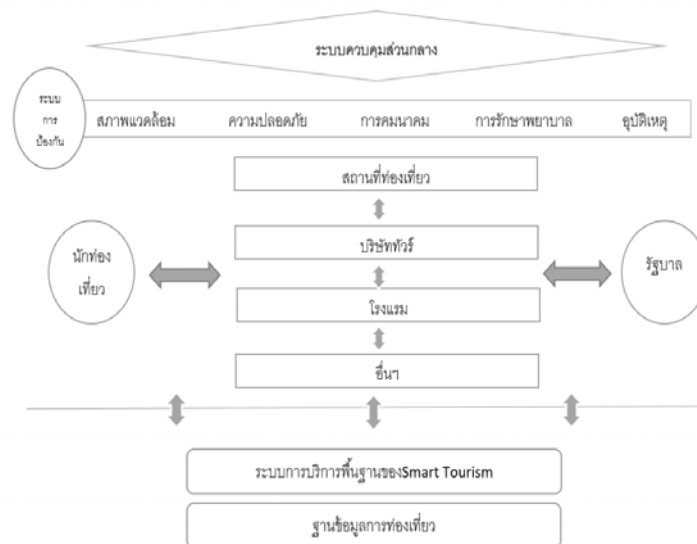 ระบบควบคุมส่วนกลาง
ระบบ
การ
ป้องกัน
สภาพแวดล้อม ความปลอดภัย การคมนาคม การรักษาพยาบาล อุบัติเหตุ
สถานที่ท่องเที่ยว
บริษัททัวร์
นักท่อง
เที่ยว
รัฐบาล
โรงแรม
อื่นๆ
ระบบการบริการพื้นฐานของSmart Tourism
ฐานข้อมูลการท่องเที่ยว